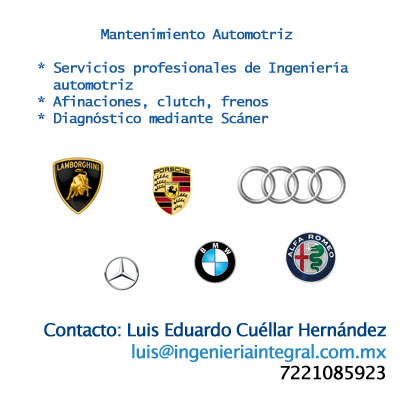 Mantenimiento Automotriz
* Servicios profesionales de Ingeniería
automotriz
* Afinaciones, clutch, frenos
* Diagnóstico mediante Scáner
LAMBORGHINI
PORSCHE
BMW
ALFA ROMEO
Contacto: Luis Eduardo Cuéllar Hernández
luis@ingenieriaintegral.com.mx
7221085923